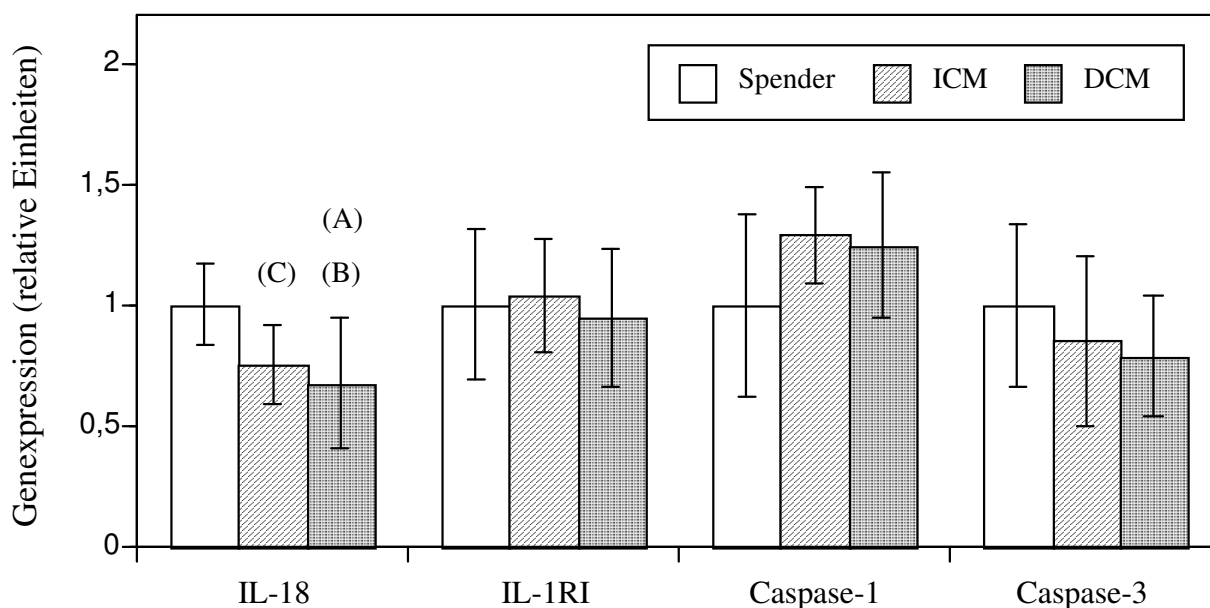 Genexpression (relative Einheiten)
2
1,5
1
0,5
0
Spender ICM DCM
(A)
(C) (B)
IL-18 IL-1RI Caspase-1 Caspase-3